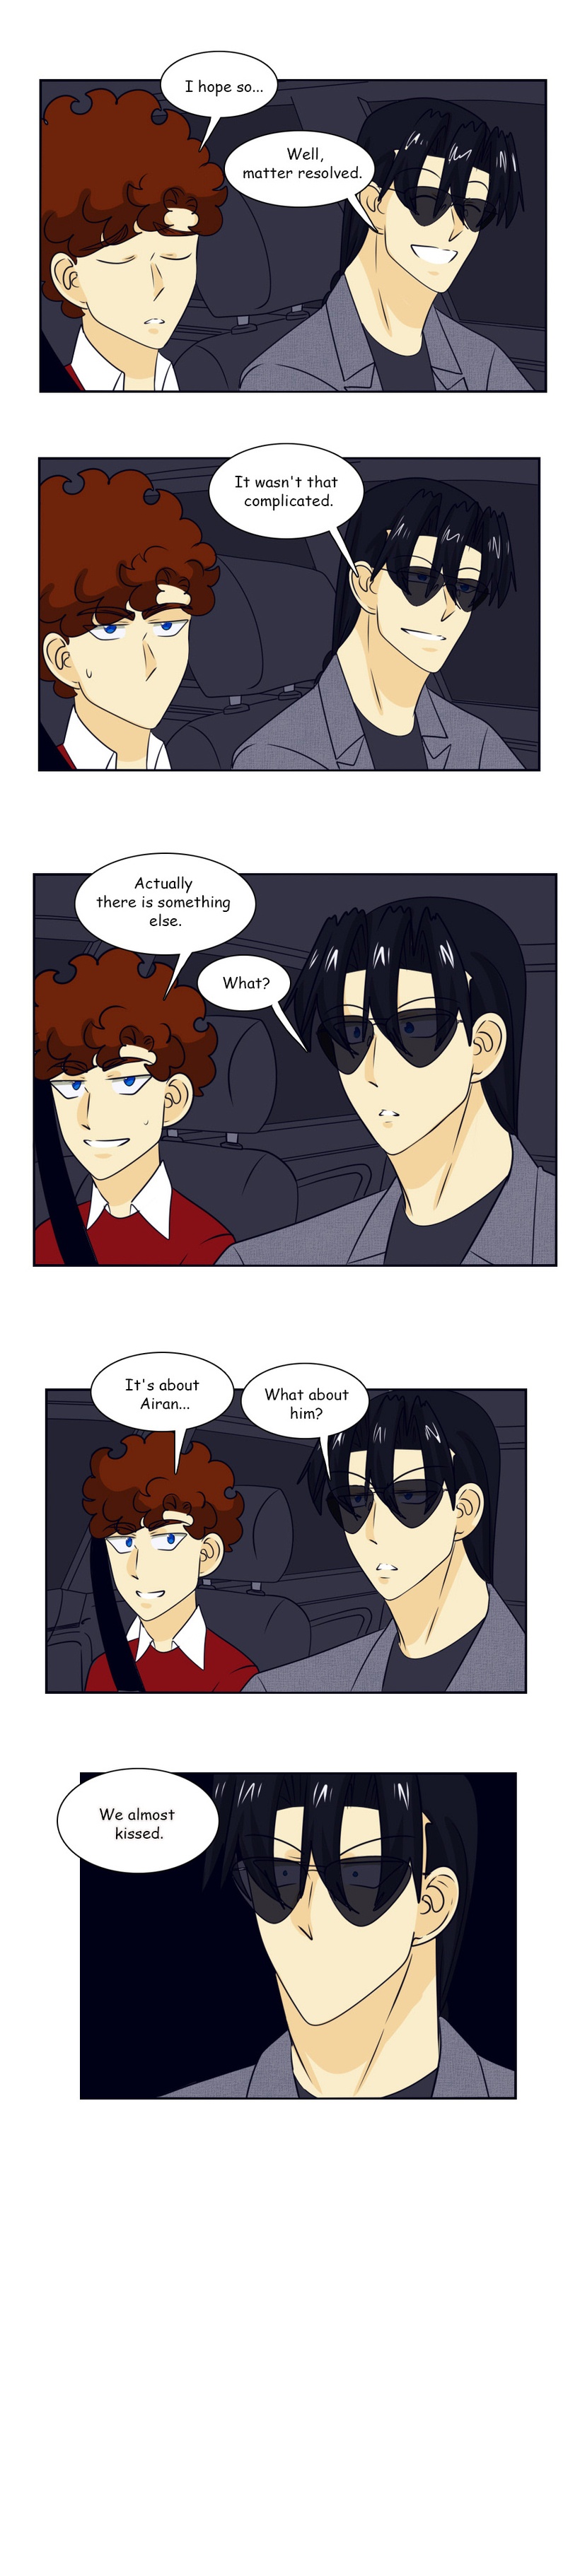 I hope so...
Well,
matter resolved.
It wasn't that
complicated.
Actually
there is something
else.
What?
It's about
Airan...
What about
him?
We almost
kissed.